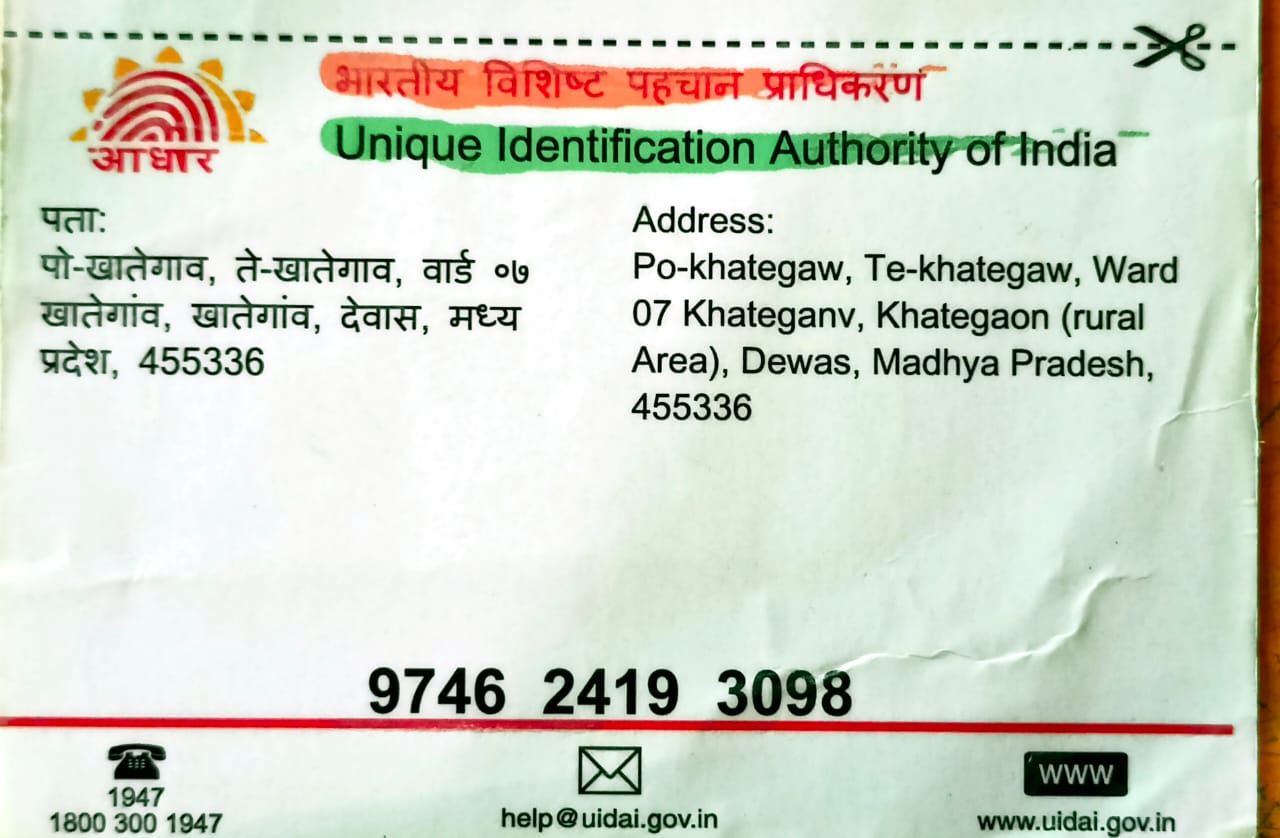 आधार
भारतीय विशिष्ट पहचान प्राधिकरण
Unique Identification Authority of India
पता:
पो-खातेगाव, ते-खातेगाव, वार्ड ०७
खातेगांव, खातेगांव, देवास, मध्य
प्रदेश, 455336
Address:
Po-khategaw, Te-khategaw, Ward
07 Khateganv, Khategaon (rural
Area), Dewas, Madhya Pradesh,
455336
9746 2419 3098
1947
1800 300 1947
help@uidai.gov.in
WWW
www.uidai.gov.in